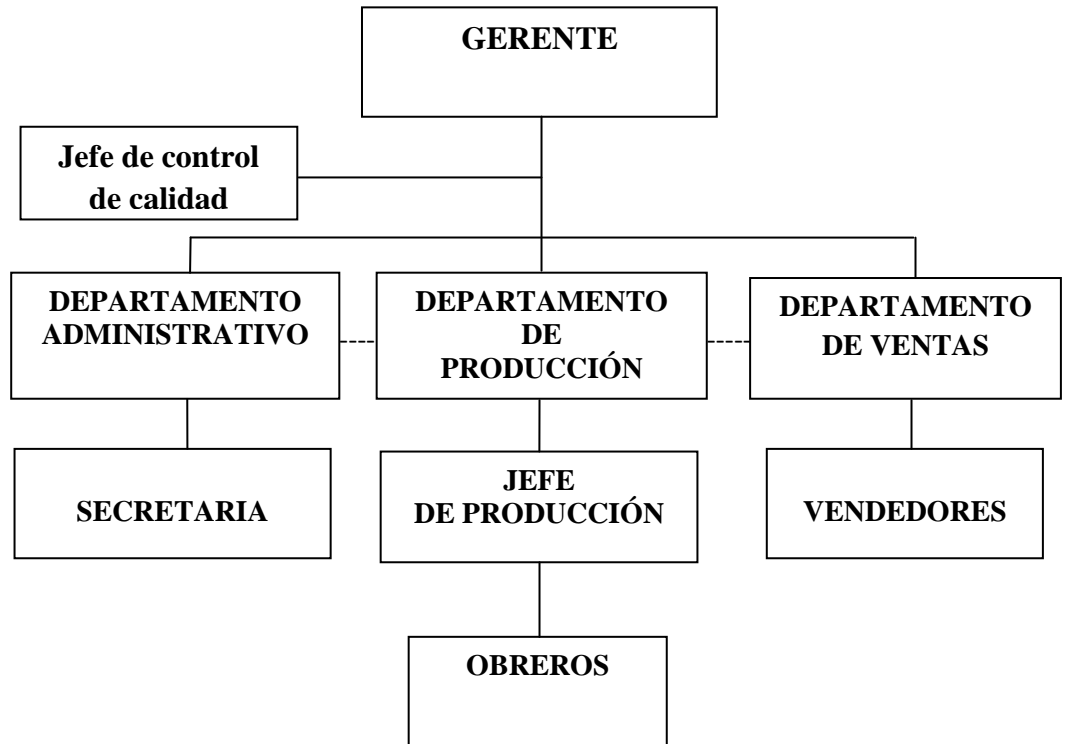 GERENTE
Jefe de control
de calidad
DEPARTAMENTO
ADMINISTRATIVO
DEPARTAMENTO
DE
PRODUCCIÓN
DEPARTAMENTO
DE VENTAS
SECRETARIA
JEFE
DE PRODUCCIÓN
VENDEDORES
OBREROS